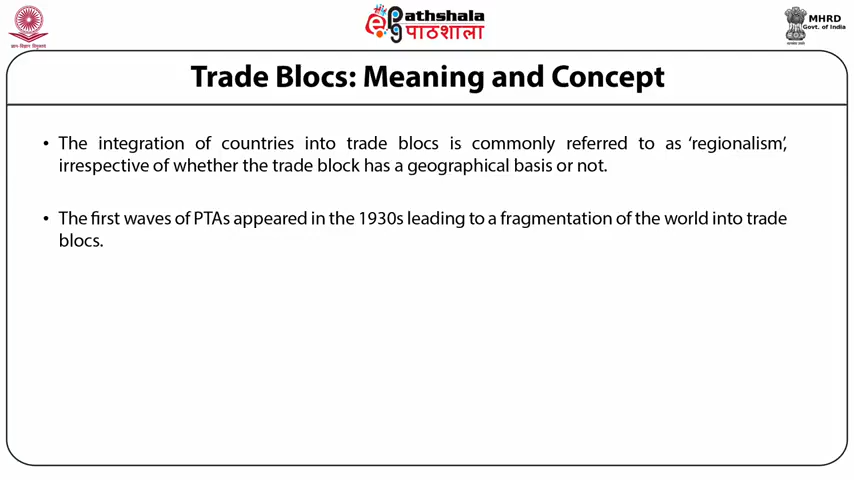 ePathshala
पाठशाला
MHRD
Govt. of India
Trade Blocs: Meaning and Concept
• The integration of countries into trade blocs is commonly referred to as ‘regionalism’,
irrespective of whether the trade block has a geographical basis or not.
• The first waves of PTAs appeared in the 1930s leading to a fragmentation of the world into trade
blocs.